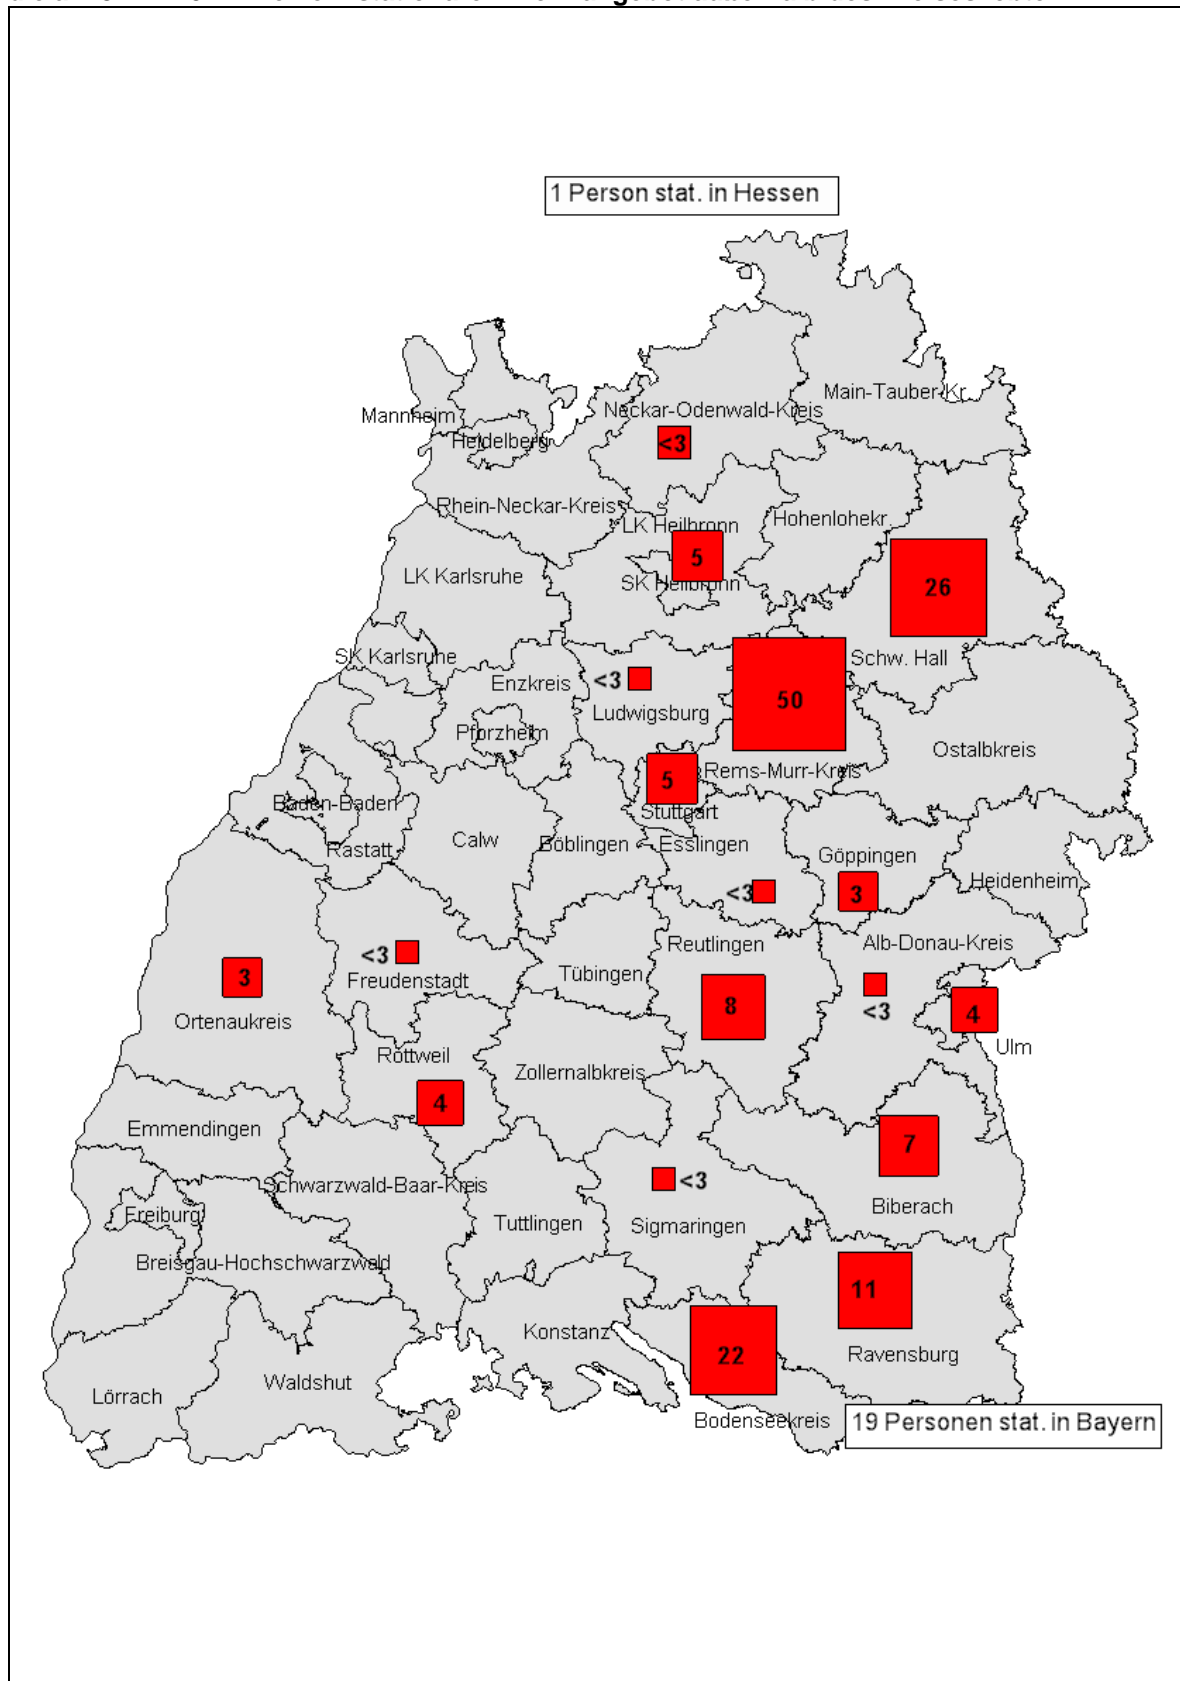 1 Person stat. in Hessen
Main-Tauber-Kr.
Neckar-Odenwald-Kreis
Mannheim
<3
Heidelberg
Rhein-Neckar-Kreis
Hohenlohekr.
LK Heilbronn
5
LK Karlsruhe
SK Heilbronn
26
SK Karlsruhe
Schw. Hall
Enzkreis
<3
50
Ludwigsburg
Pforzheim
Ostalbkreis
5
Rems-Murr-Kreis
Baden-Baden
Stuttgart
Calw
Böblingen
Esslingen
Rastatt
Göppingen
Heidenheim
<3
3
Reutlingen
Alb-Donau-Kreis
<3
Freudenstadt
Tübingen
3
<3
8
4
Ortenaukreis
Ulm
Rottweil
Zollernalbkreis
4
Emmendingen
7
Schwarzwald-Baar-Kreis
<3
Biberach
Freiburg
Tuttlingen
Sigmaringen
Breisgau-Hochschwarzwald
11
Konstanz
22
Ravensburg
Waldshut
Lörrach
Bodenseekreis
19 Personen stat. in Bayern